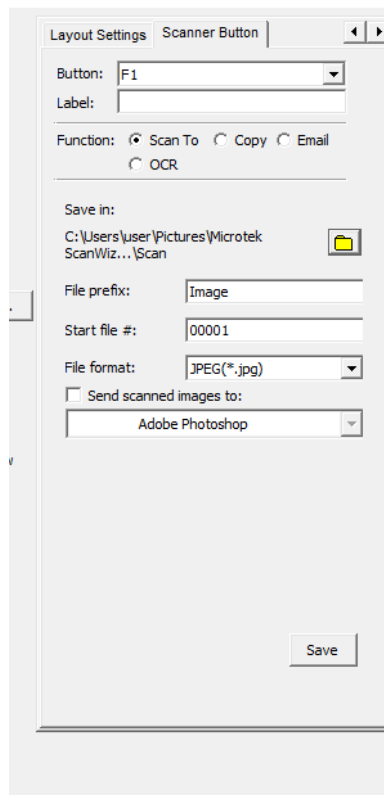 Layout Settings Scanner Button
Button: F1
Label:
Function: Scan To Copy Email
OCR
Save in:
C:\Users\user\Pictures\Microtek
ScanWiz...\Scan
File prefix: Image
Start file #: 00001
File format: JPEG(*.jpg)
Send scanned images to:
Adobe Photoshop
Save